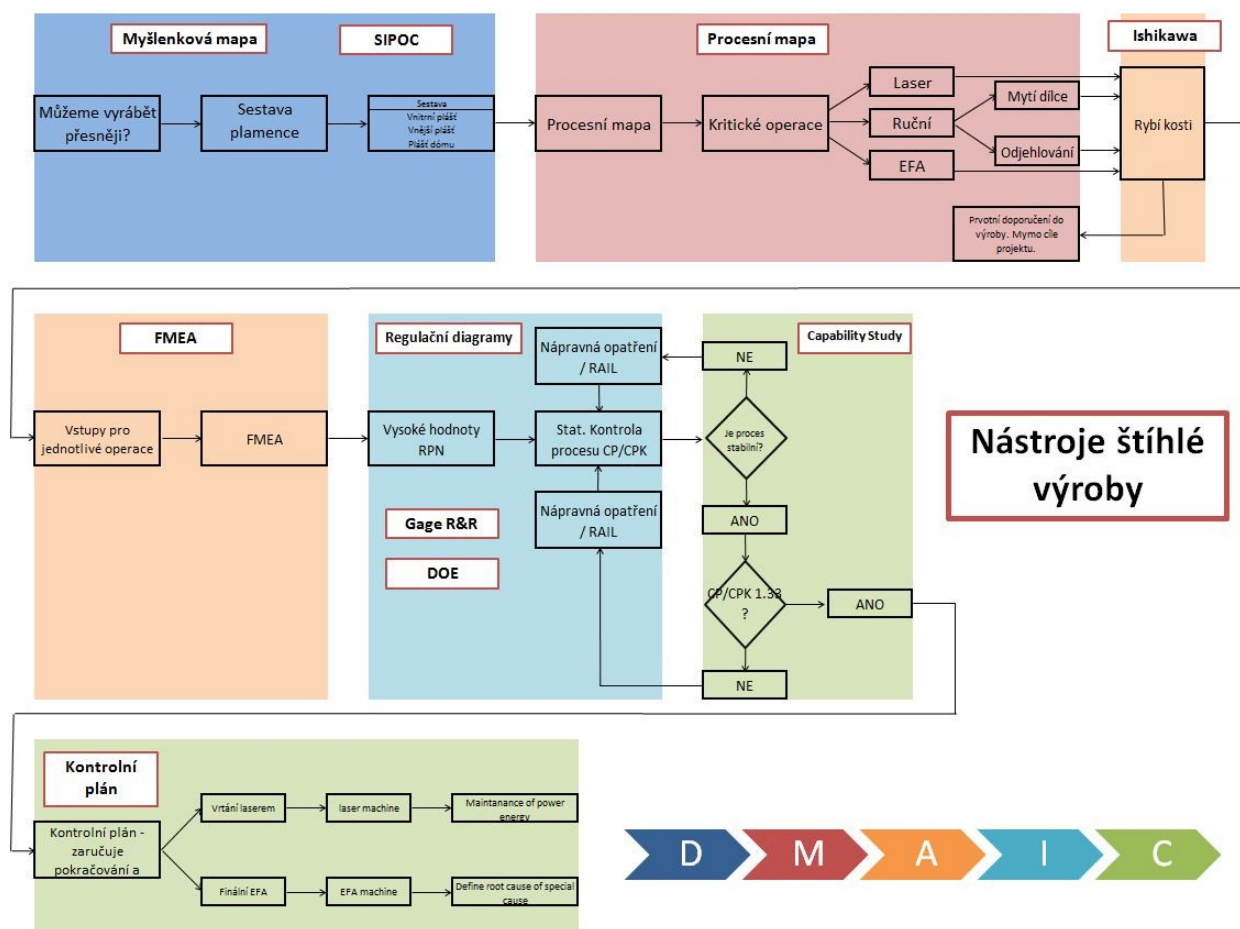 Myšlenková mapa
SIPOC
Procesní mapa
Ishikawa
Můžeme vyrábět
přesněji?
Sestava
plamence
Sestava
Vnitrní plášť
Vnější plášť
Plášť dómu
Procesní mapa
Kritické operace
Laser
Ruční
EFA
Mytí dílce
Odjehlování
Rybí kosti
Prvotní doporučení do
výroby. Mymo cíle
projektu.
FMEA
Regulační diagramy
Capability Study
Vstupy pro
jednotlivé operace
FMEA
Vysoké hodnoty
RPN
Nápravná opatření
/ RAIL
Stat. Kontrola
procesu CP/CPK
Nápravná opatření
/ RAIL
Gage R&R
DOE
NE
Je proces
stabilní?
ANO
CP/CPK 1.33
?
ANO
NE
Nástroje štíhlé
výroby
Kontrolní
plán
Kontrolní plán -
zaručuje
pokračování a
Vrtání laserem
laser machine
Maintanance of power
energy
Finální EFA
EFA machine
Define root cause of special
cause
D M A I C